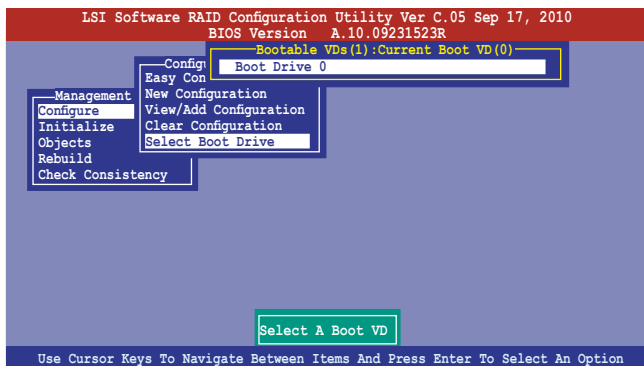 LSI Software RAID Configuration Utility Ver C.05 Sep 17, 2010
BIOS Version A.10.09231523R
Bootable VDs(1):Current Boot VD(0)
Boot Drive 0
Configu
Easy Con
New Configuration
View/Add Configuration
Clear Configuration
Select Boot Drive
Management
Configure
Initialize
Objects
Rebuild
Check Consistency
Select A Boot VD
Use Cursor Keys To Navigate Between Items And Press Enter To Select An Option